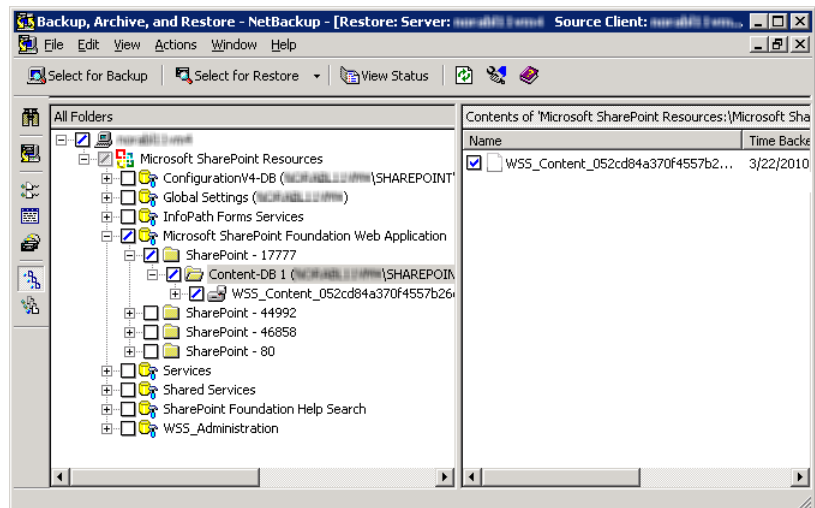 Backup, Archive, and Restore - NetBackup - [Restore: Server: Source Client:
File Edit View Actions Window Help
Select for Backup Select for Restore View Status
All Folders
Microsoft SharePoint Resources
ConfigurationV4-DB ( \SHAREPOINT
Global Settings ( )
InfoPath Forms Services
Microsoft SharePoint Foundation Web Application
SharePoint - 17777
Content-DB 1 ( \SHAREPOIN
WSS_Content_052cd84a370f4557b26
SharePoint - 44992
SharePoint - 46858
SharePoint - 80
Services
Shared Services
SharePoint Foundation Help Search
WSS_Administration
Contents of 'Microsoft SharePoint Resources:\Microsoft Sha
Name Time Backe
WSS_Content_052cd84a370f4557b2... 3/22/2010